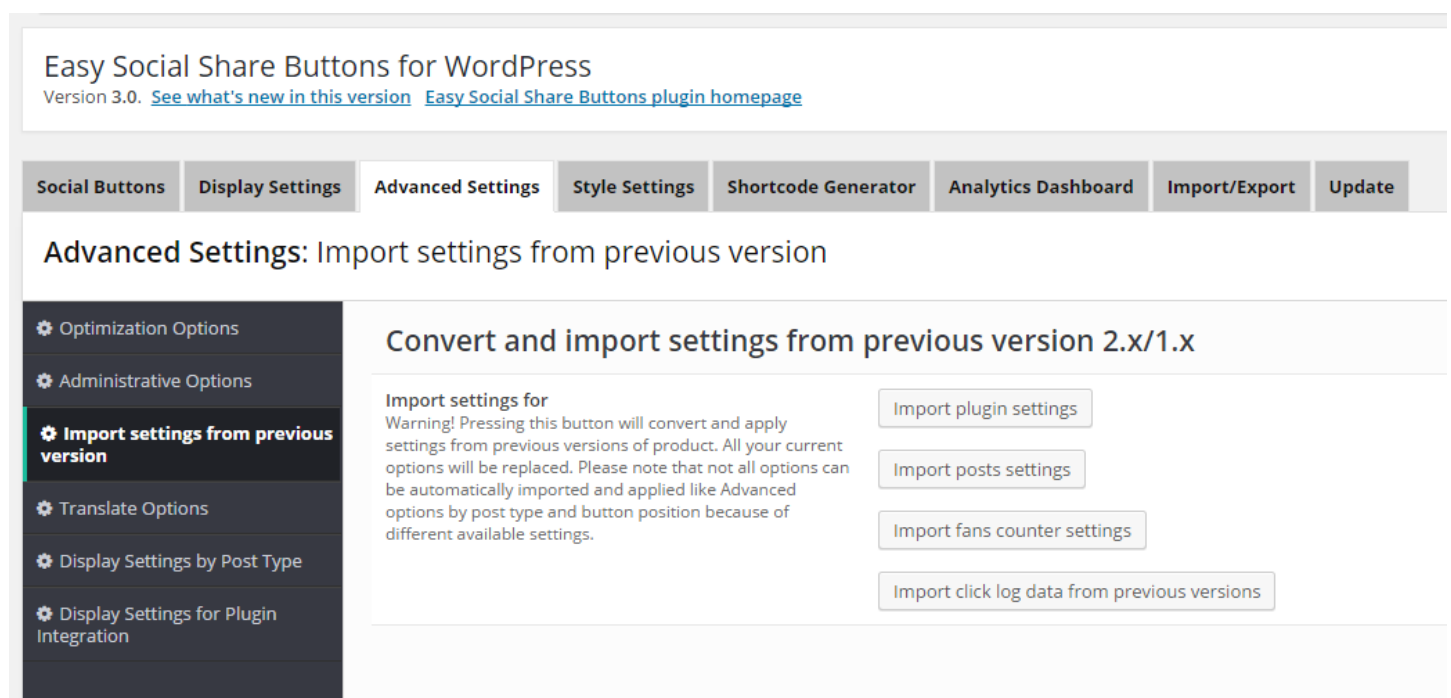 Easy Social Share Buttons for WordPress
Version 3.0. See what's new in this version Easy Social Share Buttons plugin homepage
Social Buttons Display Settings Advanced Settings Style Settings Shortcode Generator Analytics Dashboard Import/Export Update
Advanced Settings: Import settings from previous version
Optimization Options
Administrative Options
Import settings from previous
version
Translate Options
Display Settings by Post Type
Display Settings for Plugin
Integration
Convert and import settings from previous version 2.x/1.x
Import settings for
Warning! Pressing this button will convert and apply
settings from previous versions of product. All your current
options will be replaced. Please note that not all options can
be automatically imported and applied like Advanced
options by post type and button position because of
different available settings.
Import plugin settings
Import posts settings
Import fans counter settings
Import click log data from previous versions